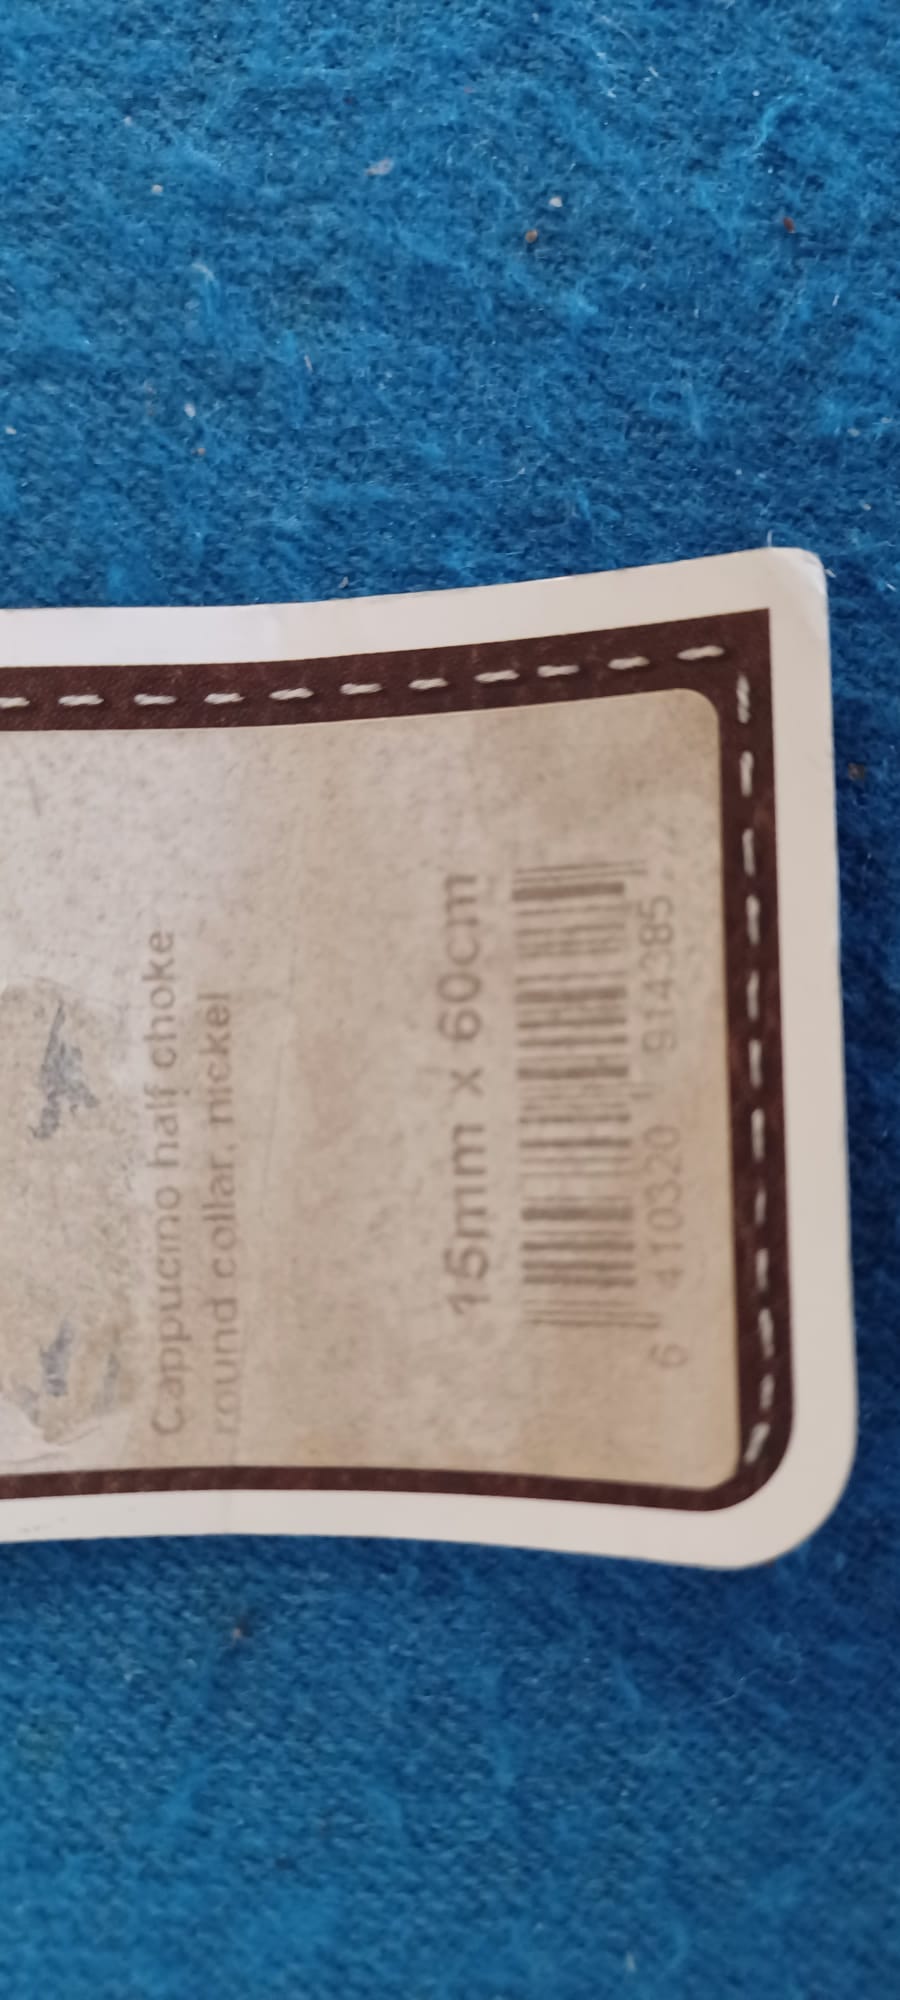 Cappucino half choke
round collar, nickel
15mm x 60cm
6 410320 914385